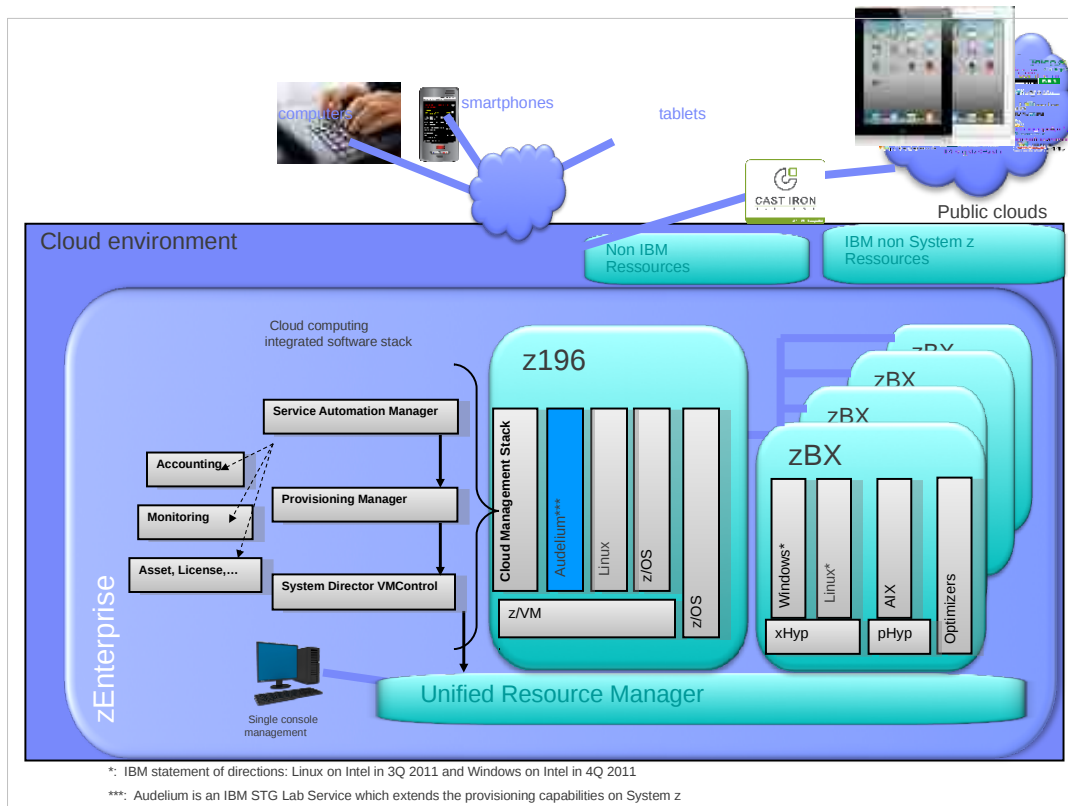 computers
smartphones
tablets
CAST IRON
Public clouds
Cloud environment
Non IBM
Ressources
IBM non System z
Ressources
Cloud computing
integrated software stack
z196
zBX
zBX
zBX
zBX
Service Automation Manager
Accounting
Provisioning Manager
Monitoring
Asset, License,…
System Director VMControl
Cloud Management Stack
Audelium***
Linux
z/OS
z/OS
z/VM
Windows*
Linux*
AIX
Optimizers
xHyp
pHyp
zEnterprise
Unified Resource Manager
Single console
management
*: IBM statement of directions: Linux on Intel in 3Q 2011 and Windows on Intel in 4Q 2011
***: Audelium is an IBM STG Lab Service which extends the provisioning capabilities on System z